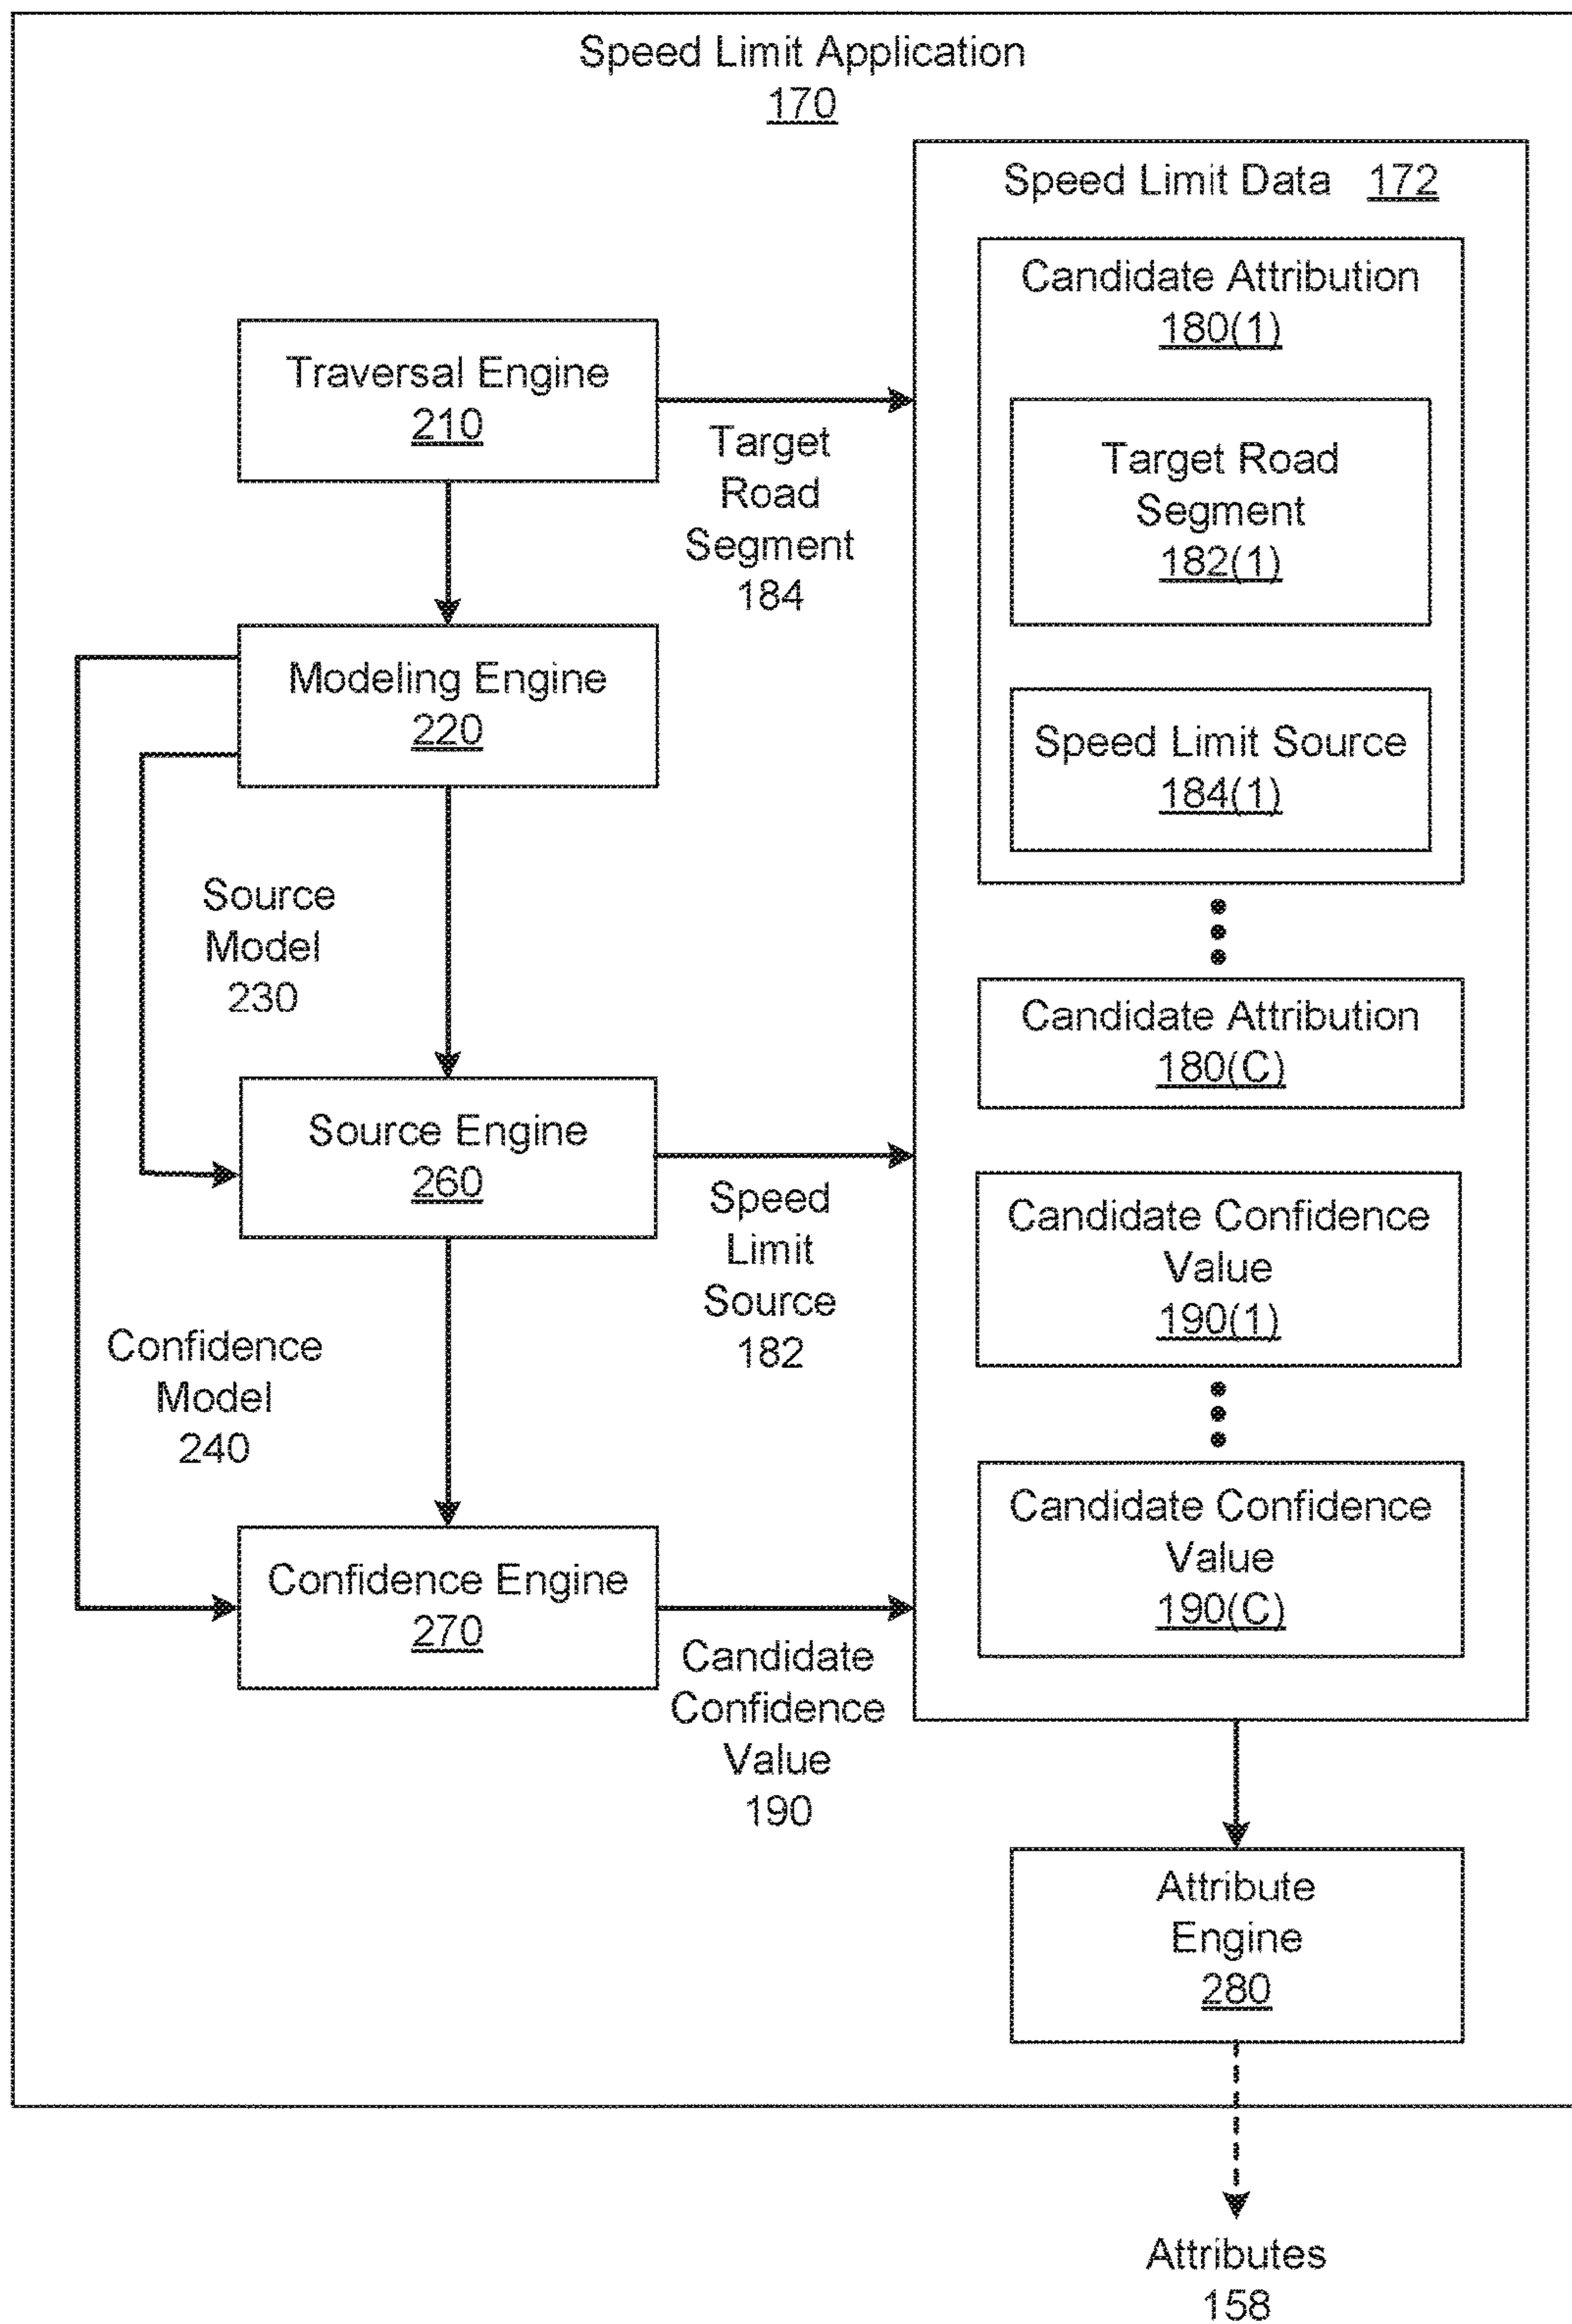 Speed Limit Application
170
Speed Limit Data 172
Candidate Attribution
180(1)
Target Road
Segment
182(1)
Speed Limit Source
184(1)
Candidate Attribution
180(C)
Candidate Confidence
Value
190(1)
Candidate Confidence
Value
190(C)
Traversal Engine
210
Target
Road
Segment
184
Modeling Engine
220
Source
Model
230
Source Engine
260
Speed
Limit
Source
182
Confidence
Model
240
Confidence Engine
270
Candidate
Confidence
Value
190
Attribute
Engine
280
Attributes
158